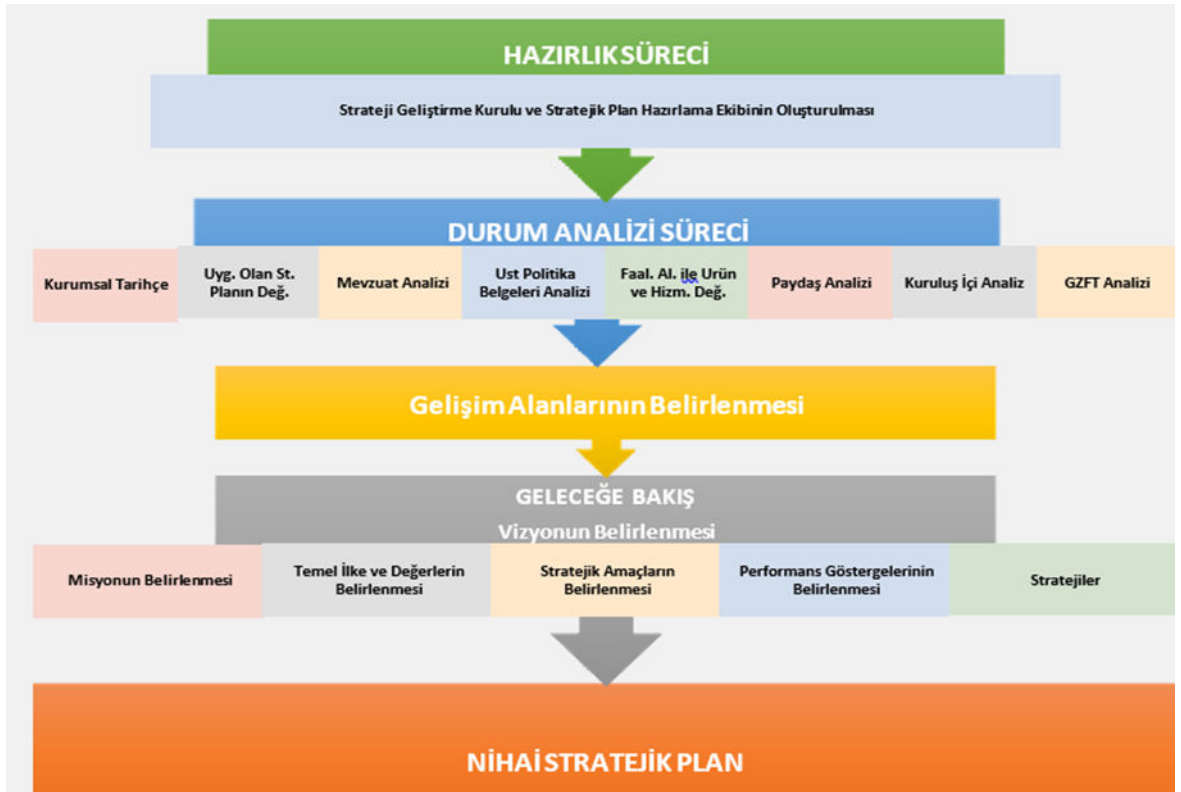 HAZIRLIK SÜRECİ
Strateji Geliştirme Kurulu ve Stratejik Plan Hazırlama Ekibinin Oluşturulması
DURUM ANALİZİ SÜRECİ
Kurumsal Tarihçe
Uyg. Olan St.
Planın Değ.
Mevzuat Analizi
Ust Politika
Belgeleri Analizi
Faal. Al. ile Urün
ve Hizm. Değ.
Paydaş Analizi
Kuruluş İçi Analiz
GZFT Analizi
Gelişim Alanlarının Belirlenmesi
GELECEĞE BAKIŞ
Vizyonun Belirlenmesi
Misyonun Belirlenmesi
Temel İlke ve Değerlerin
Belirlenmesi
Stratejik Amaçların
Belirlenmesi
Performans Göstergelerinin
Belirlenmesi
Stratejiler
NİHAİ STRATEJİK PLAN